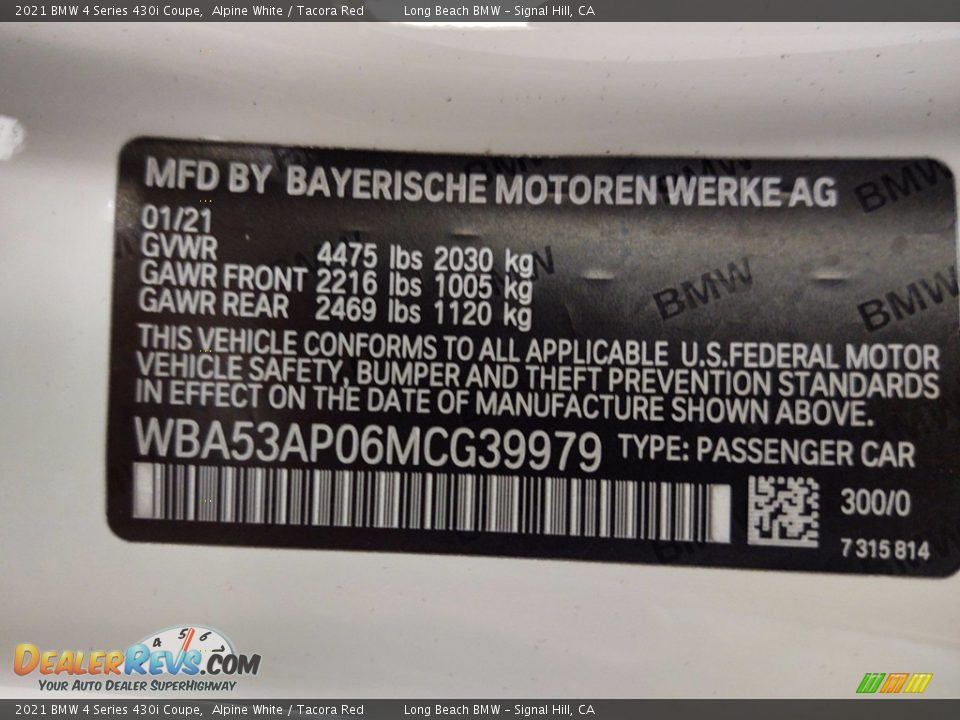 2021 BMW 4 Series 430i Coupe, Alpine White / Tacora Red Long Beach BMW – Signal Hill, CA
MFD BY BAYERISCHE MOTOREN WERKE AG
01/21
GVWR 4475 lbs 2030 kg
GAWR FRONT 2216 lbs 1005 kg
GAWR REAR 2469 lbs 1120 kg
THIS VEHICLE CONFORMS TO ALL APPLICABLE U.S.FEDERAL MOTOR
VEHICLE SAFETY, BUMPER AND THEFT PREVENTION STANDARDS
IN EFFECT ON THE DATE OF MANUFACTURE SHOWN ABOVE.
WBA53AP06MCG39979 TYPE: PASSENGER CAR
300/0
7 315 814
BMW
BMW
BMW
BMW
4 5 6
DEALERREVS.COM
YOUR AUTO DEALER SUPERHIGHWAY
2021 BMW 4 Series 430i Coupe, Alpine White / Tacora Red Long Beach BMW – Signal Hill, CA